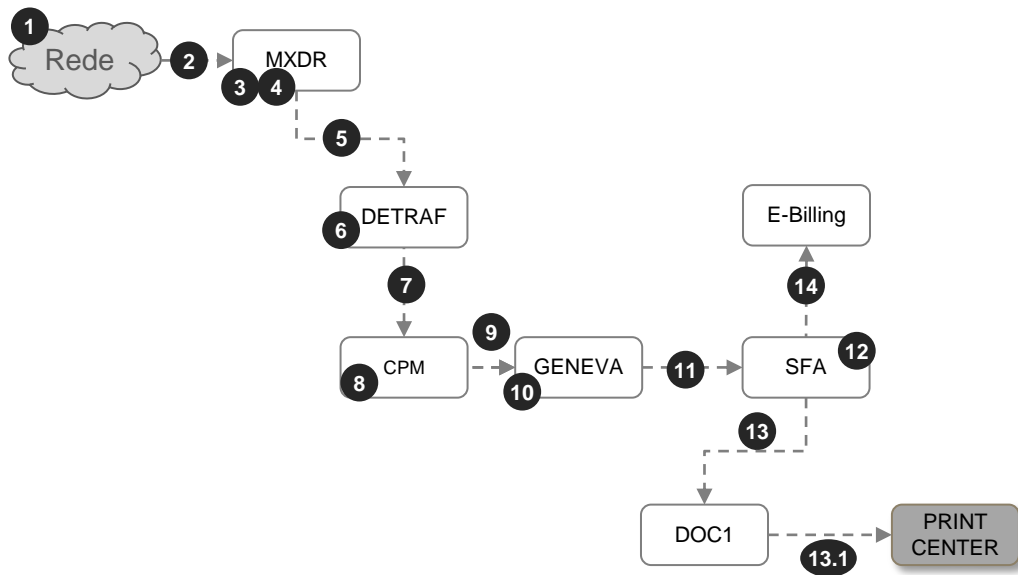 1
Rede
2
MXDR
3
4
5
DETRAF
6
E-Billing
7
14
9
CPM
8
GENEVA
10
11
SFA
12
13
DOC1
13.1
PRINT
CENTER